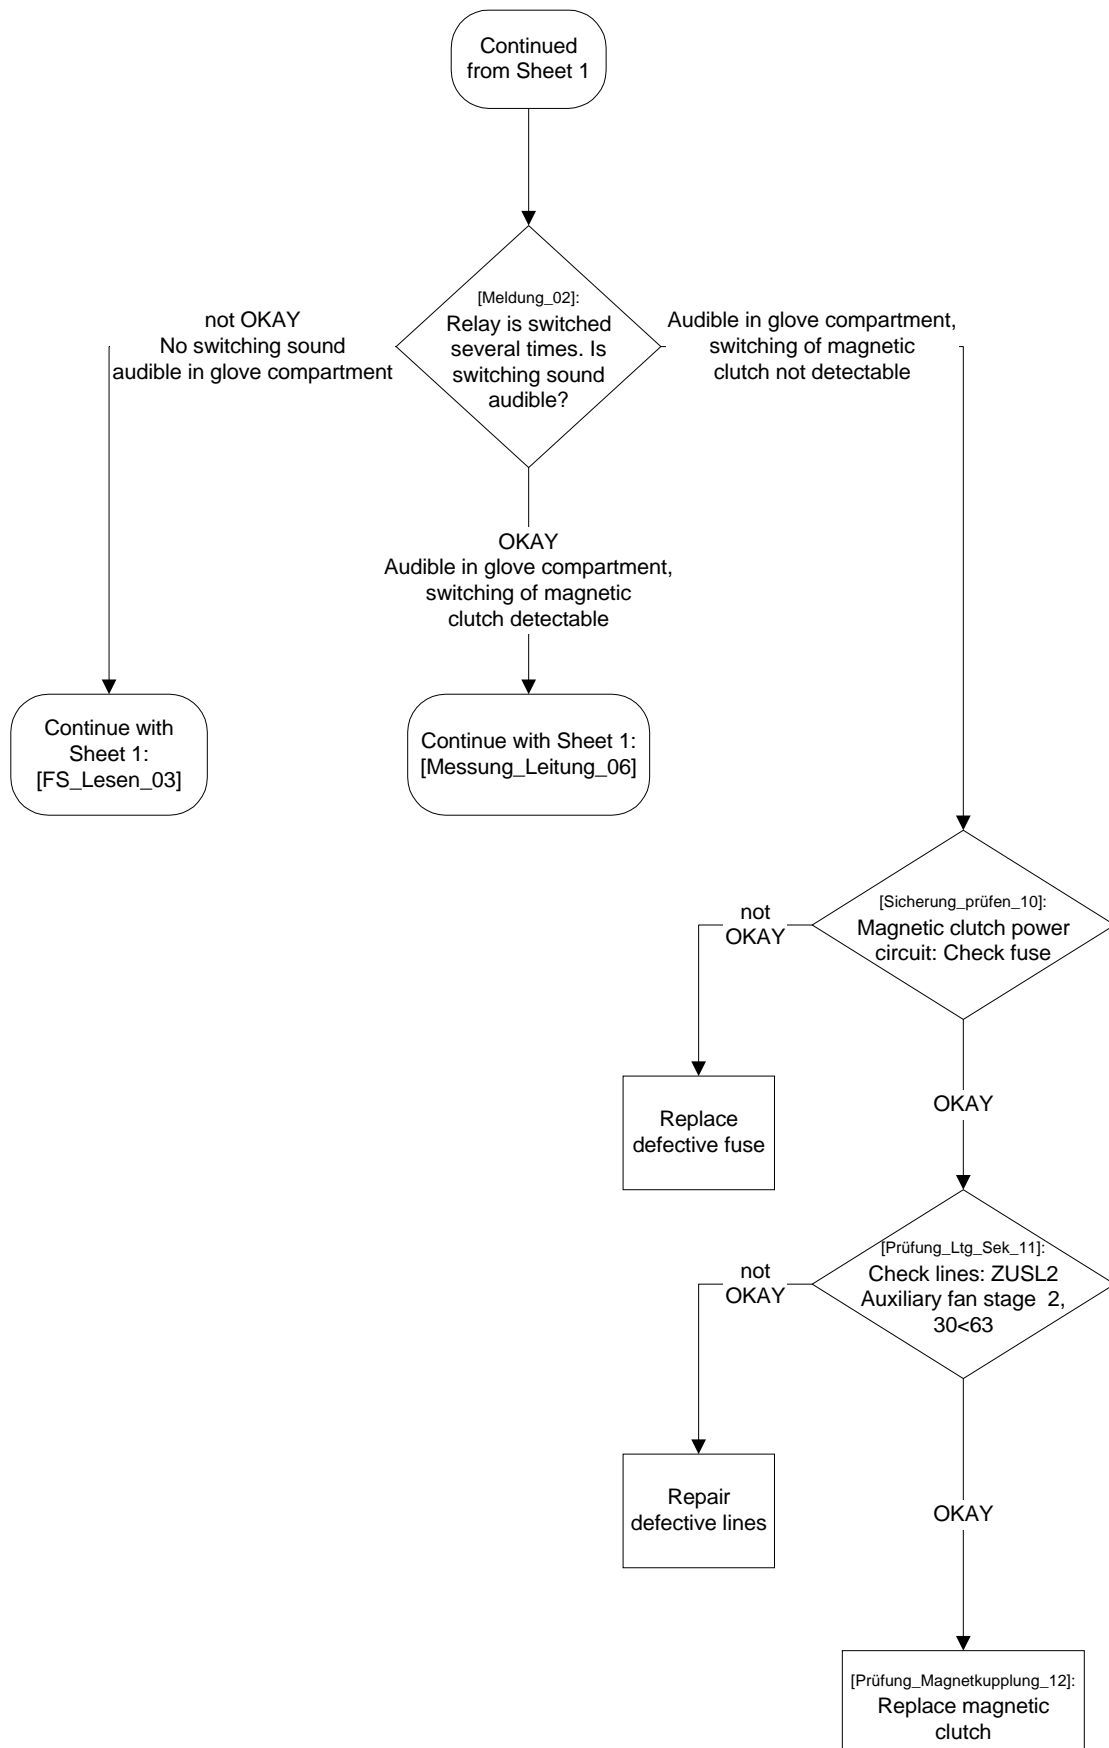 Continued
from Sheet 1
[Meldung_02]:
Relay is switched
several times. Is
switching sound
audible?
not OKAY
No switching sound
audible in glove compartment
Audible in glove compartment,
switching of magnetic
clutch not detectable
OKAY
Audible in glove compartment,
switching of magnetic
clutch detectable
Continue with
Sheet 1:
[FS_Lesen_03]
Continue with Sheet 1:
[Messung_Leitung_06]
[Sicherung_prüfen_10]:
Magnetic clutch power
circuit: Check fuse
not
OKAY
Replace
defective fuse
OKAY
[Prüfung_Ltg_Sek_11]:
Check lines: ZUSL2
Auxiliary fan stage  2,
30<63
not
OKAY
Repair
defective lines
OKAY
[Prüfung_Magnetkupplung_12]:
Replace magnetic
clutch